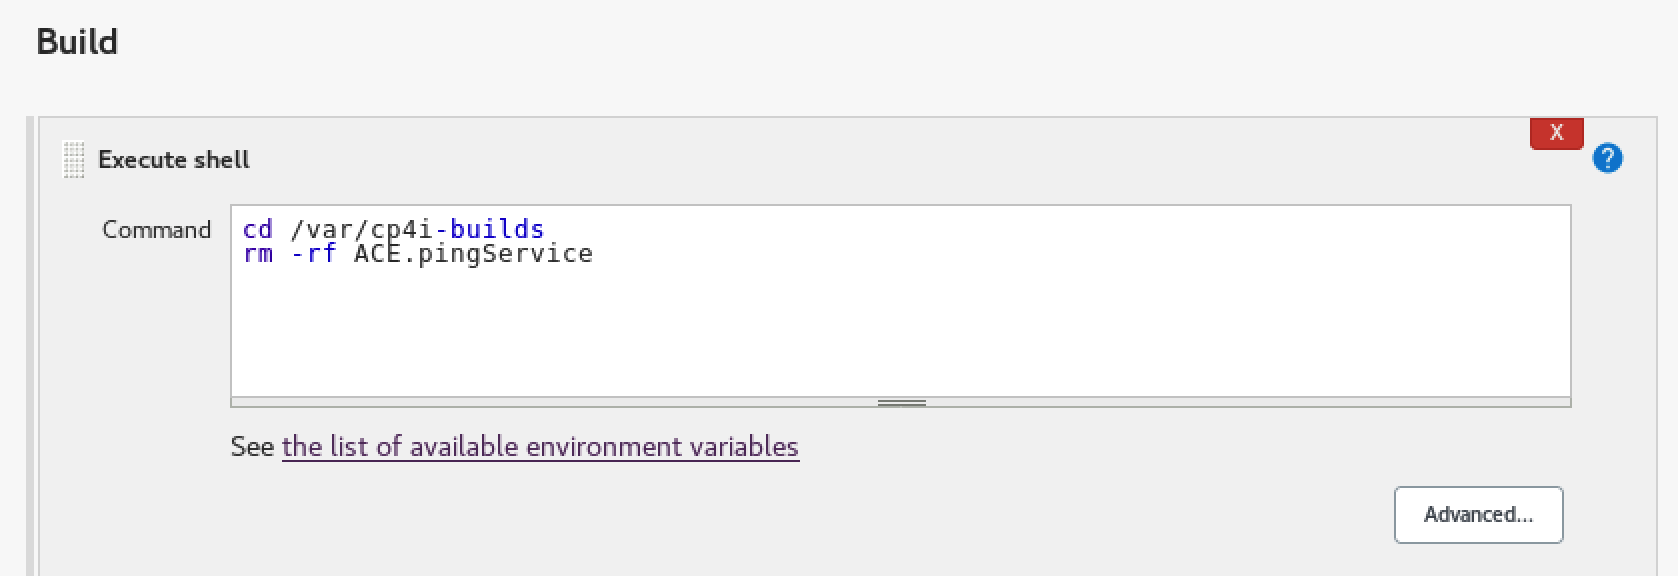 Build
X
Execute shell
?
Command
cd /var/cp4i-builds
rm -rf ACE.pingService
See the list of available environment variables
Advanced...